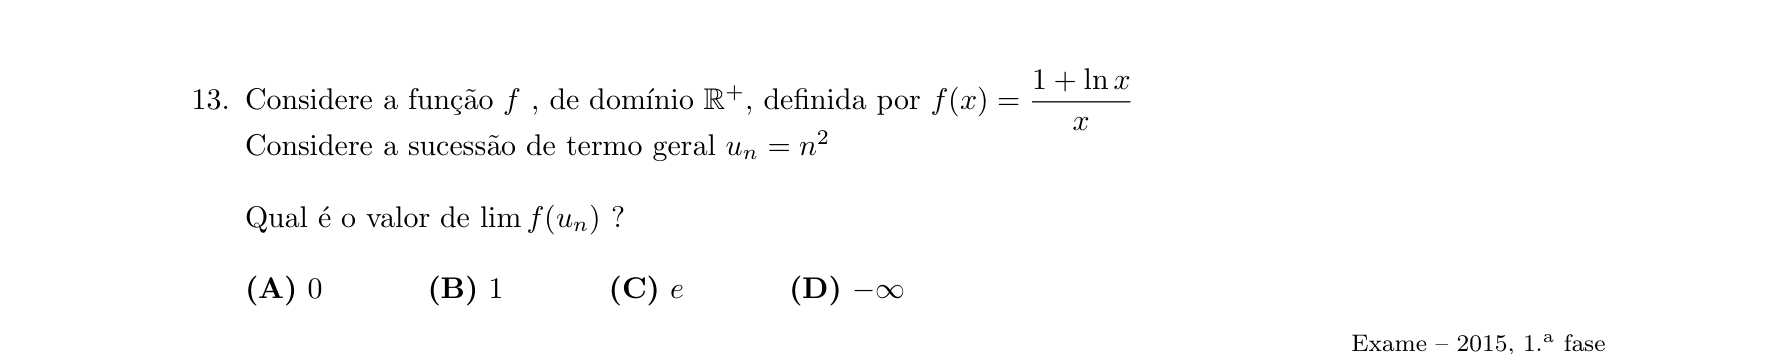 13. Considere a função f , de domínio ℝ⁺, definida por f(x) = (1 + ln x)/x
Considere a sucessão de termo geral uₙ = n²
Qual é o valor de lim f(uₙ) ?
(A) 0 (B) 1 (C) e (D) −∞
Exame – 2015, 1.ª fase